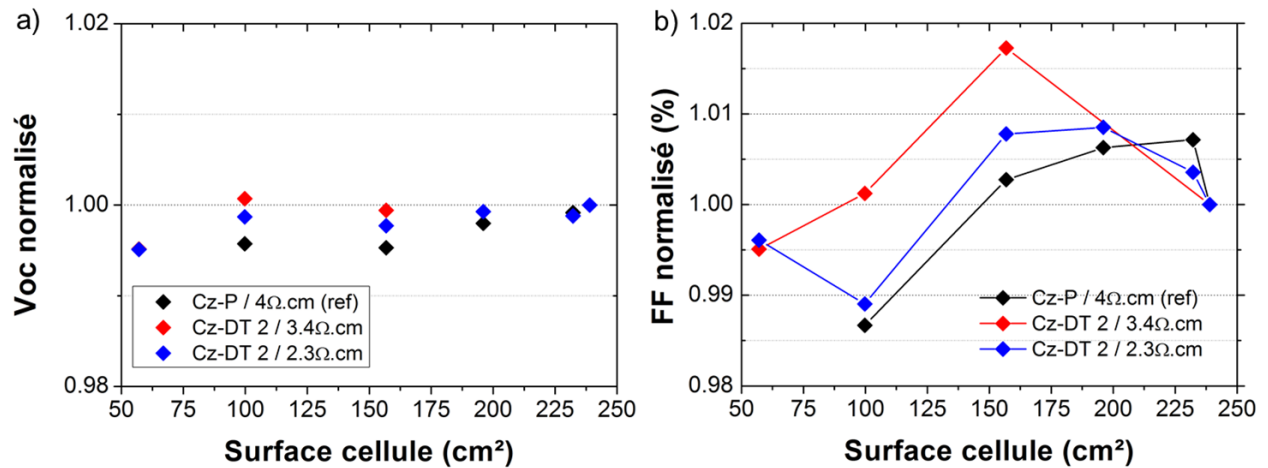 a)
1.02
1.00
0.98
Voc normalisé
Cz-P / 4Ω.cm (ref)
Cz-DT 2 / 3.4Ω.cm
Cz-DT 2 / 2.3Ω.cm
50 75 100 125 150 175 200 225 250
Surface cellule (cm²)
b)
1.02
1.01
1.00
0.99
0.98
FF normalisé (%)
Cz-P / 4Ω.cm (ref)
Cz-DT 2 / 3.4Ω.cm
Cz-DT 2 / 2.3Ω.cm
50 75 100 125 150 175 200 225 250
Surface cellule (cm²)